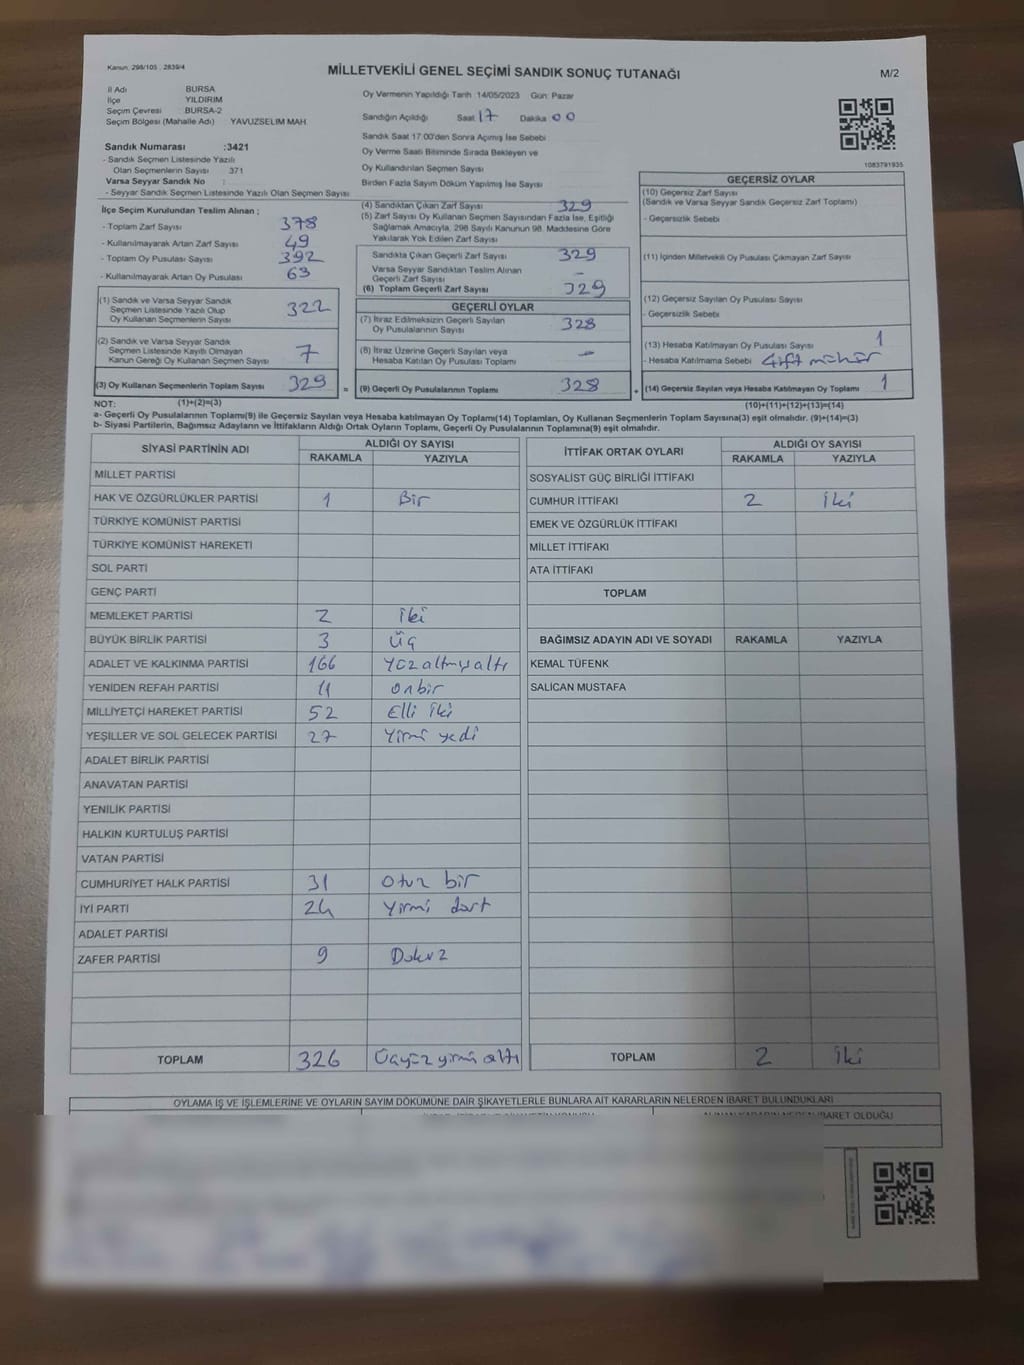 Kanun, 298/105 , 2839/4
MİLLETVEKİLİ GENEL SEÇİMİ SANDIK SONUÇ TUTANAĞI
M/2
İl Adı BURSA
İlçe YILDIRIM
Seçim Çevresi BURSA-2
Seçim Bölgesi (Mahalle Adı) YAVUZSELIM MAH.
Sandık Numarası :3421
- Sandık Seçmen Listesinde Yazılı
Olan Seçmenlerin Sayısı 371
Varsa Seyyar Sandık No :
- Seyyar Sandık Seçmen Listesinde Yazılı Olan Seçmen Sayısı
Oy Vermenin Yapıldığı Tarih 14/05/2023 Gün: Pazar
Sandığın Açıldığı Saat 17 Dakika 00
Sandık Saat 17.00'den Sonra Açılmış İse Sebebi
Oy Verme Saati Bitiminde Sırada Bekleyen ve
Oy Kullandırılan Seçmen Sayısı
Birden Fazla Sayım Döküm Yapılmış İse Sayısı
1083791935
İlçe Seçim Kurulundan Teslim Alınan ;
- Toplam Zarf Sayısı 378
- Kullanılmayarak Artan Zarf Sayısı 49
- Toplam Oy Pusulası Sayısı 392
- Kullanılmayarak Artan Oy Pusulası 63
(1) Sandık ve Varsa Seyyar Sandık
Seçmen Listesinde Yazılı Olup
Oy Kullanan Seçmenlerin Sayısı 322
(2) Sandık ve Varsa Seyyar Sandık
Seçmen Listesinde Kayıtlı Olmayan
Kanun Gereği Oy Kullanan Seçmen Sayısı 7
(3) Oy Kullanan Seçmenlerin Toplam Sayısı 329 =
(4) Sandıktan Çıkan Zarf Sayısı 329
(5) Zarf Sayısı Oy Kullanan Seçmen Sayısından Fazla İse, Eşitliği
Sağlamak Amacıyla, 298 Sayılı Kanunun 98. Maddesine Göre
Yakılarak Yok Edilen Zarf Sayısı
Sandıkta Çıkan Geçerli Zarf Sayısı 329
Varsa Seyyar Sandıktan Teslim Alınan
Geçerli Zarf Sayısı -
(6) Toplam Geçerli Zarf Sayısı 329
GEÇERLİ OYLAR
(7) İtiraz Edilmeksizin Geçerli Sayılan
Oy Pusulalarının Sayısı 328
(8) İtiraz Üzerine Geçerli Sayılan veya
Hesaba Katılan Oy Pusulası Toplamı -
(9) Geçerli Oy Pusulalarının Toplamı 328 +
GEÇERSİZ OYLAR
(10) Geçersiz Zarf Sayısı
(Sandık ve Varsa Seyyar Sandık Geçersiz Zarf Toplamı)
- Geçersizlik Sebebi
(11) İçinden Milletvekili Oy Pusulası Çıkmayan Zarf Sayısı
(12) Geçersiz Sayılan Oy Pusulası Sayısı
- Geçersizlik Sebebi
(13) Hesaba Katılmayan Oy Pusulası Sayısı 1
- Hesaba Katılmama Sebebi Çift mühür
(14) Geçersiz Sayılan veya Hesaba Katılmayan Oy Toplamı 1
NOT: (1)+(2)=(3) (10)+(11)+(12)+(13)=(14)
a- Geçerli Oy Pusulalarının Toplamı(9) ile Geçersiz Sayılan veya Hesaba katılmayan Oy Toplamı(14) Toplamları, Oy Kullanan Seçmenlerin Toplam Sayısına(3) eşit olmalıdır. (9)+(14)=(3)
b- Siyasi Partilerin, Bağımsız Adayların ve İttifakların Aldığı Ortak Oyların Toplamı, Geçerli Oy Pusulalarının Toplamına(9) eşit olmalıdır.
SİYASİ PARTİNİN ADI ALDIĞI OY SAYISI
RAKAMLA YAZIYLA
MİLLET PARTİSİ
HAK VE ÖZGÜRLÜKLER PARTİSİ 1 Bir
TÜRKİYE KOMÜNİST PARTİSİ
TÜRKİYE KOMÜNİST HAREKETİ
SOL PARTİ
GENÇ PARTİ
MEMLEKET PARTİSİ 2 İki
BÜYÜK BİRLİK PARTİSİ 3 Üç
ADALET VE KALKINMA PARTİSİ 166 Yüzaltmışaltı
YENİDEN REFAH PARTİSİ 11 Onbir
MİLLİYETÇİ HAREKET PARTİSİ 52 Elli iki
YEŞİLLER VE SOL GELECEK PARTİSİ 27 Yirmi yedi
ADALET BİRLİK PARTİSİ
ANAVATAN PARTİSİ
YENİLİK PARTİSİ
HALKIN KURTULUŞ PARTİSİ
VATAN PARTİSİ
CUMHURİYET HALK PARTİSİ 31 Otuz bir
İYİ PARTİ 24 Yirmi dört
ADALET PARTİSİ
ZAFER PARTİSİ 9 Dokuz
TOPLAM 326 Üçyüz yirmi altı
İTTİFAK ORTAK OYLARI ALDIĞI OY SAYISI
RAKAMLA YAZIYLA
SOSYALİST GÜÇ BİRLİĞİ İTTİFAKI
CUMHUR İTTİFAKI 2 İki
EMEK VE ÖZGÜRLÜK İTTİFAKI
MİLLET İTTİFAKI
ATA İTTİFAKI
TOPLAM
BAĞIMSIZ ADAYIN ADI VE SOYADI RAKAMLA YAZIYLA
KEMAL TÜFENK
SALİCAN MUSTAFA
TOPLAM 2 İki
OYLAMA İŞ VE İŞLEMLERİNE VE OYLARIN SAYIM DÖKÜMÜNE DAİR ŞİKAYETLERLE BUNLARA AİT KARARLARIN NELERDEN İBARET BULUNDUKLARI